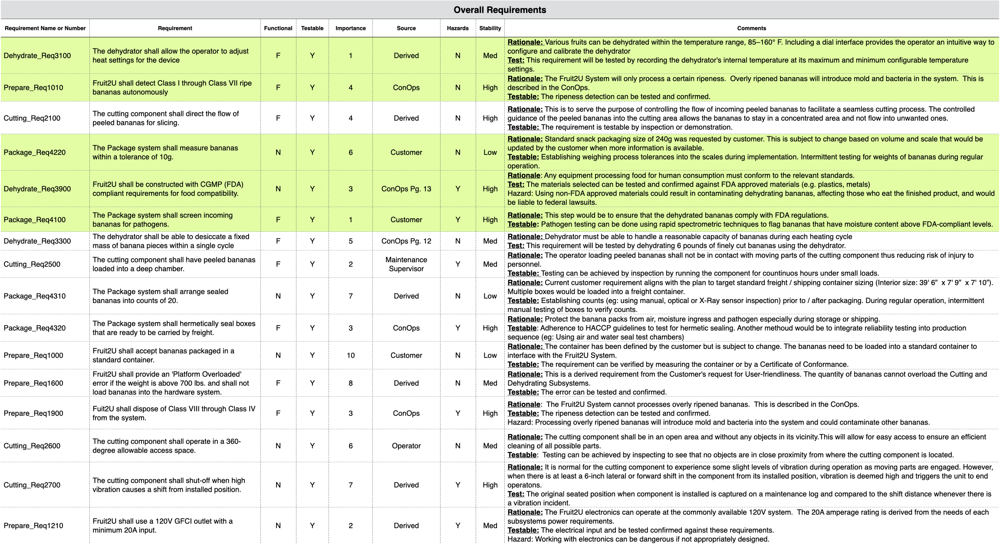 Overall Requirements
Requirement Name or Number Requirement Functional Testable Importance Source Hazards Stability Comments
Dehydrate_Req3100
The dehydrator shall allow the operator to adjust
heat settings for the device
F Y 1 Derived N Med
Rationale: Various fruits can be dehydrated within the temperature range, 85–160° F. Including a dial interface provides the operator an intuitive way to
configure and calibrate the dehydrator
Test: This requirement will be tested by recording the dehydrator's internal temperature at its maximum and minimum configurable temperature
settings.
Prepare_Req1010
Fruit2U shall detect Class I through Class VII ripe
bananas autonomously
F Y 4 ConOps N High
Rationale: The Fruit2U System will only process a certain ripeness.  Overly ripened bananas will introduce mold and bacteria in the system.  This is
described in the ConOps.
Testable: The ripeness detection can be tested and confirmed.
Cutting_Req2100
The cutting component shall direct the flow of
peeled bananas for slicing.
F Y 4 Derived N High
Rationale: This is to serve the purpose of controlling the flow of incoming peeled bananas to facilitate a seamless cutting process. The controlled
guidance of the peeled bananas into the cutting area allows the bananas to stay in a concentrated area and not flow into unwanted ones.
Testable: The requirement is testable by inspection or demonstration.
Package_Req4220
The Package system shall measure bananas
within a tolerance of 10g.
N Y 6 Customer N Low
Rationale: Standard snack packaging size of 240g was requested by customer. This is subject to change based on volume and scale that would be
updated by the customer when more information is available.
Testable: Establishing weighing process tolerances into the scales during implementation. Intermittent testing for weights of bananas during regular
operation.
Dehydrate_Req3900
Fruit2U shall be constructed with CGMP (FDA)
compliant requirements for food compatibility.
N Y 3 ConOps Pg. 13 Y High
Rationale: Any equipment processing food for human consumption must conform to the relevant standards.
Test: The materials selected can be tested and confirmed against FDA approved materials (e.g. plastics, metals)
Hazard: Using non-FDA approved materials could result in contaminating dehydrating bananas, affecting those who eat the finished product, and would
be liable to federal lawsuits.
Package_Req4100
The Package system shall screen incoming
bananas for pathogens.
F Y 1 Customer Y High
Rationale: This step would be to ensure that the dehydrated bananas comply with FDA regulations.
Testable: Pathogen testing can be done using rapid spectrometric techniques to flag bananas that have moisture content above FDA-compliant levels.
Dehydrate_Req3300
The dehydrator shall be able to desiccate a fixed
mass of banana pieces within a single cycle
F Y 5 ConOps Pg. 12 N Med
Rationale: Dehydrator must be able to handle a reasonable capacity of bananas during each heating cycle
Test: This requirement will be tested by dehydrating 6 pounds of finely cut bananas using the dehydrator.
Cutting_Req2500
The cutting component shall have peeled bananas
loaded into a deep chamber.
F Y 2 Maintenance
Supervisor
Y Med
Rationale: The operator loading peeled bananas shall not be in contact with moving parts of the cutting component thus reducing risk of injury to
personnel.
Testable: Testing can be achieved by inspection by running the component for countinuos hours under small loads.
Package_Req4310
The Package system shall arrange sealed
bananas into counts of 20.
N Y 7 Derived N Low
Rationale: Current customer requirement aligns with the plan to target standard freight / shipping container sizing (Interior size: 39' 6”  x 7' 9”  x 7' 10”).
Multiple boxes would be loaded into a freight container.
Testable: Establishing counts (eg: using manual, optical or X-Ray sensor inspection) prior to / after packaging. During regular operation, intermittent
manual testing of boxes to verify counts.
Package_Req4320
The Package system shall hermetically seal boxes
that are ready to be carried by freight.
F Y 3 ConOps Y High
Rationale: Protect the banana packs from air, moisture ingress and pathogen especially during storage or shipping.
Testable: Adherence to HACCP guidelines to test for hermetic sealing. Another methoud would be to integrate reliability testing into production
sequence (eg: Using air and water seal test chambers)
Prepare_Req1000
Fruit2U shall accept bananas packaged in a
standard container.
N Y 10 Customer N Low
Rationale: The container has been defined by the customer but is subject to change. The bananas need to be loaded into a standard container to
interface with the Fruit2U System.
Testable: The requirement can be verified by measuring the container or by a Certificate of Conformance.
Prepare_Req1600
Fruit2U shall provide an 'Platform Overloaded'
error if the weight is above 700 lbs. and shall not
load bananas into the hardware system.
F Y 8 Derived N Med
Rationale: This is a derived requirement from the Customer's request for User-friendliness. The quantity of bananas cannot overload the Cutting and
Dehydrating Subsystems.
Testable: The error can be tested and confirmed.
Prepare_Req1900
Fuit2U shall dispose of Class VIII through Class IV
from the system.
F Y 3 ConOps Y High
Rationale:  The Fruit2U System cannot processes overly ripened bananas.  This is described in the ConOps.
Testable: The ripeness detection can be tested and confirmed.
Hazard: Processing overly ripened bananas will introduce mold and bacteria into the system and could contaminate other bananas.
Cutting_Req2600
The cutting component shall operate in a 360-
degree allowable access space.
N Y 6 Operator N Med
Rationale: The cutting component shall be in an open area and without any objects in its vicinity.This will allow for easy access to ensure an efficient
cleaning of all possible parts.
Testable:  Testing can be achieved by inspecting to see that no objects are in close proximity from where the cutting component is located.
Cutting_Req2700
The cutting component shall shut-off when high
vibration causes a shift from installed position.
N Y 7 Derived Y High
Rationale: It is normal for the cutting component to experience some slight levels of vibration during operation as moving parts are engaged. However,
when there is at least a 6-inch lateral or forward shift in the component from its installed position, vibration is deemed high and triggers the unit to end
operatons.
Test: The original seated position when component is installed is captured on a maintenance log and compared to the shift distance whenever there is
a vibration incident.
Prepare_Req1210
Fruit2U shall use a 120V GFCI outlet with a
minimum 20A input.
N Y 2 Derived Y Med
Rationale: The Fruit2U electronics can operate at the commonly available 120V system.  The 20A amperage rating is derived from the needs of each
subsystems power requirements.
Testable: The electrical input and be tested confirmed against these requirements.
Hazard: Working with electronics can be dangerous if not appropriately designed.